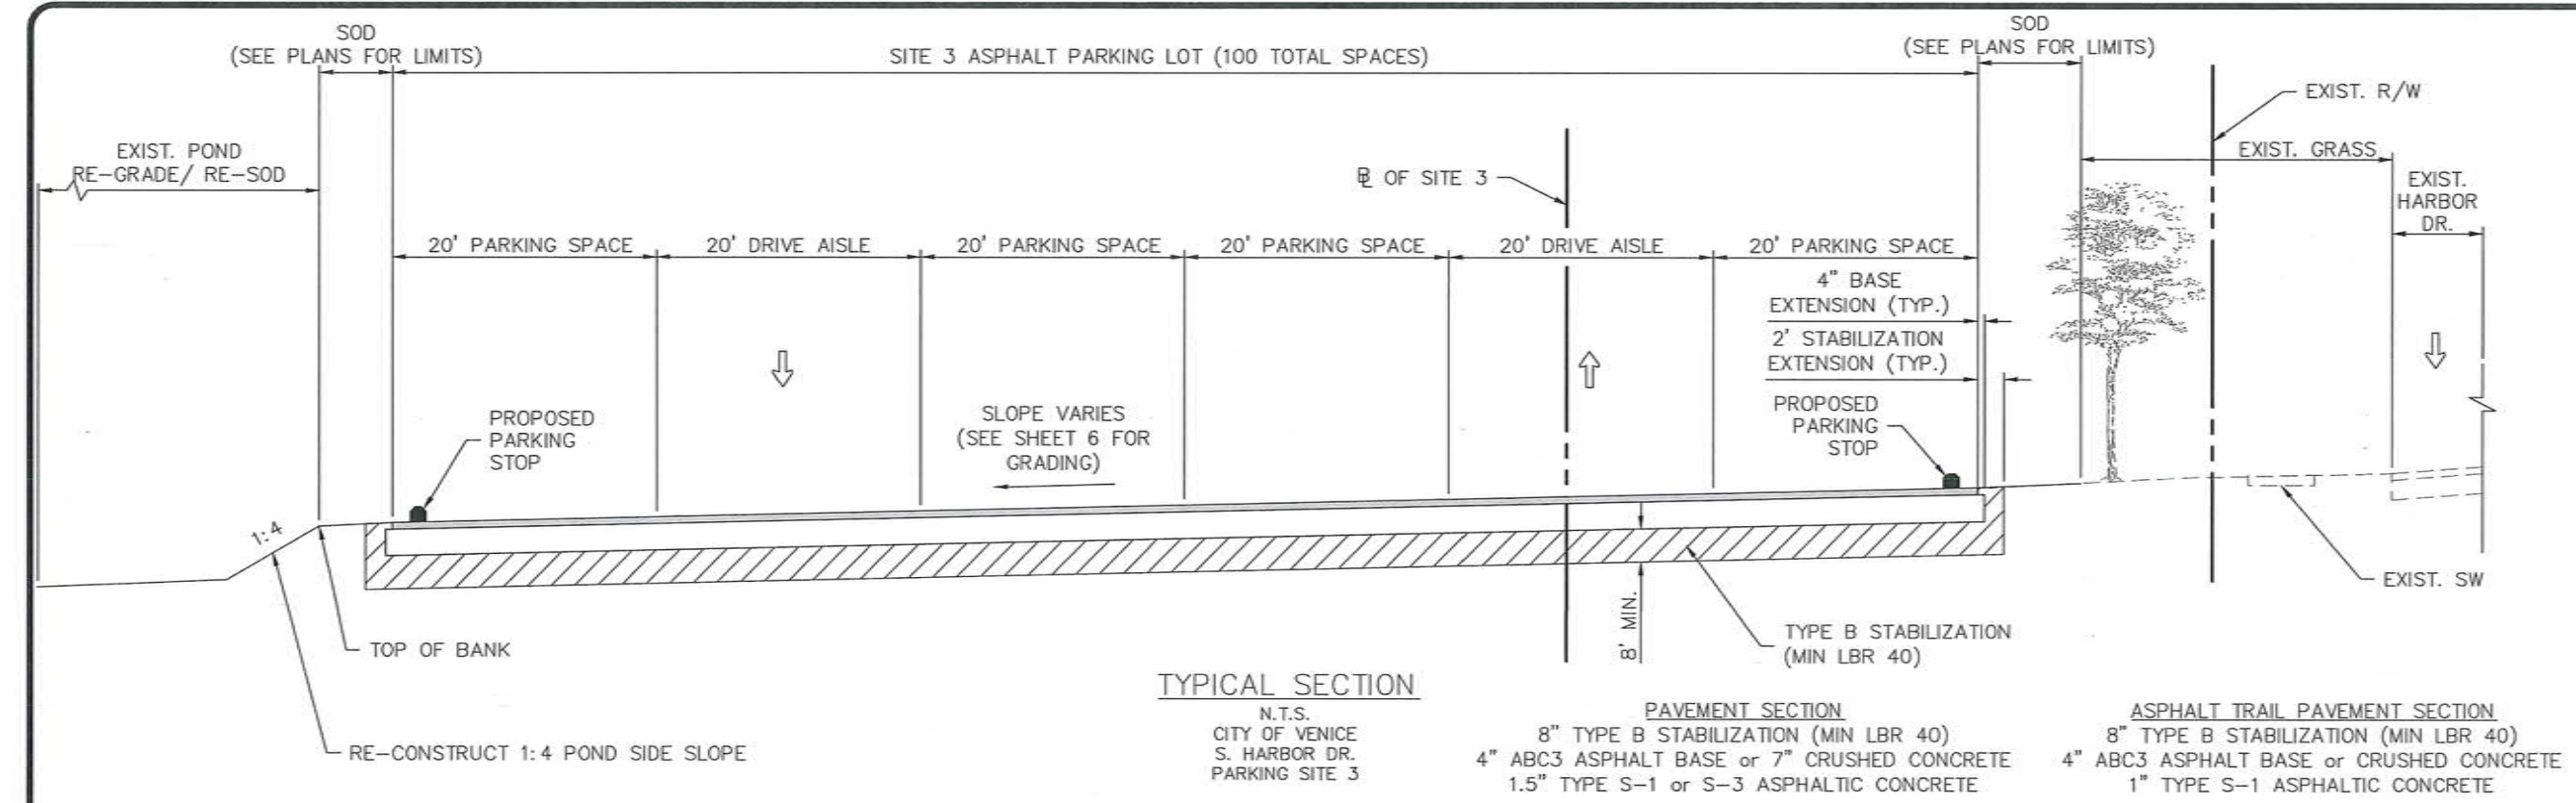 SOD
(SEE PLANS FOR LIMITS)
SITE 3 ASPHALT PARKING LOT (100 TOTAL SPACES)
SOD
(SEE PLANS FOR LIMITS)
EXIST. R/W
EXIST. POND
RE-GRADE/ RE-SOD
EXIST. GRASS
℄ OF SITE 3
EXIST.
HARBOR
DR.
20' PARKING SPACE
20' DRIVE AISLE
20' PARKING SPACE
20' PARKING SPACE
20' DRIVE AISLE
20' PARKING SPACE
4" BASE
EXTENSION (TYP.)
2' STABILIZATION
EXTENSION (TYP.)
PROPOSED
PARKING
STOP
SLOPE VARIES
(SEE SHEET 6 FOR
GRADING)
PROPOSED
PARKING
STOP
1:4
EXIST. SW
8' MIN.
TOP OF BANK
TYPE B STABILIZATION
(MIN LBR 40)
RE-CONSTRUCT 1:4 POND SIDE SLOPE
TYPICAL SECTION
N.T.S.
CITY OF VENICE
S. HARBOR DR.
PARKING SITE 3
PAVEMENT SECTION
8" TYPE B STABILIZATION (MIN LBR 40)
4" ABC3 ASPHALT BASE or 7" CRUSHED CONCRETE
1.5" TYPE S-1 or S-3 ASPHALTIC CONCRETE
ASPHALT TRAIL PAVEMENT SECTION
8" TYPE B STABILIZATION (MIN LBR 40)
4" ABC3 ASPHALT BASE or CRUSHED CONCRETE
1" TYPE S-1 ASPHALTIC CONCRETE